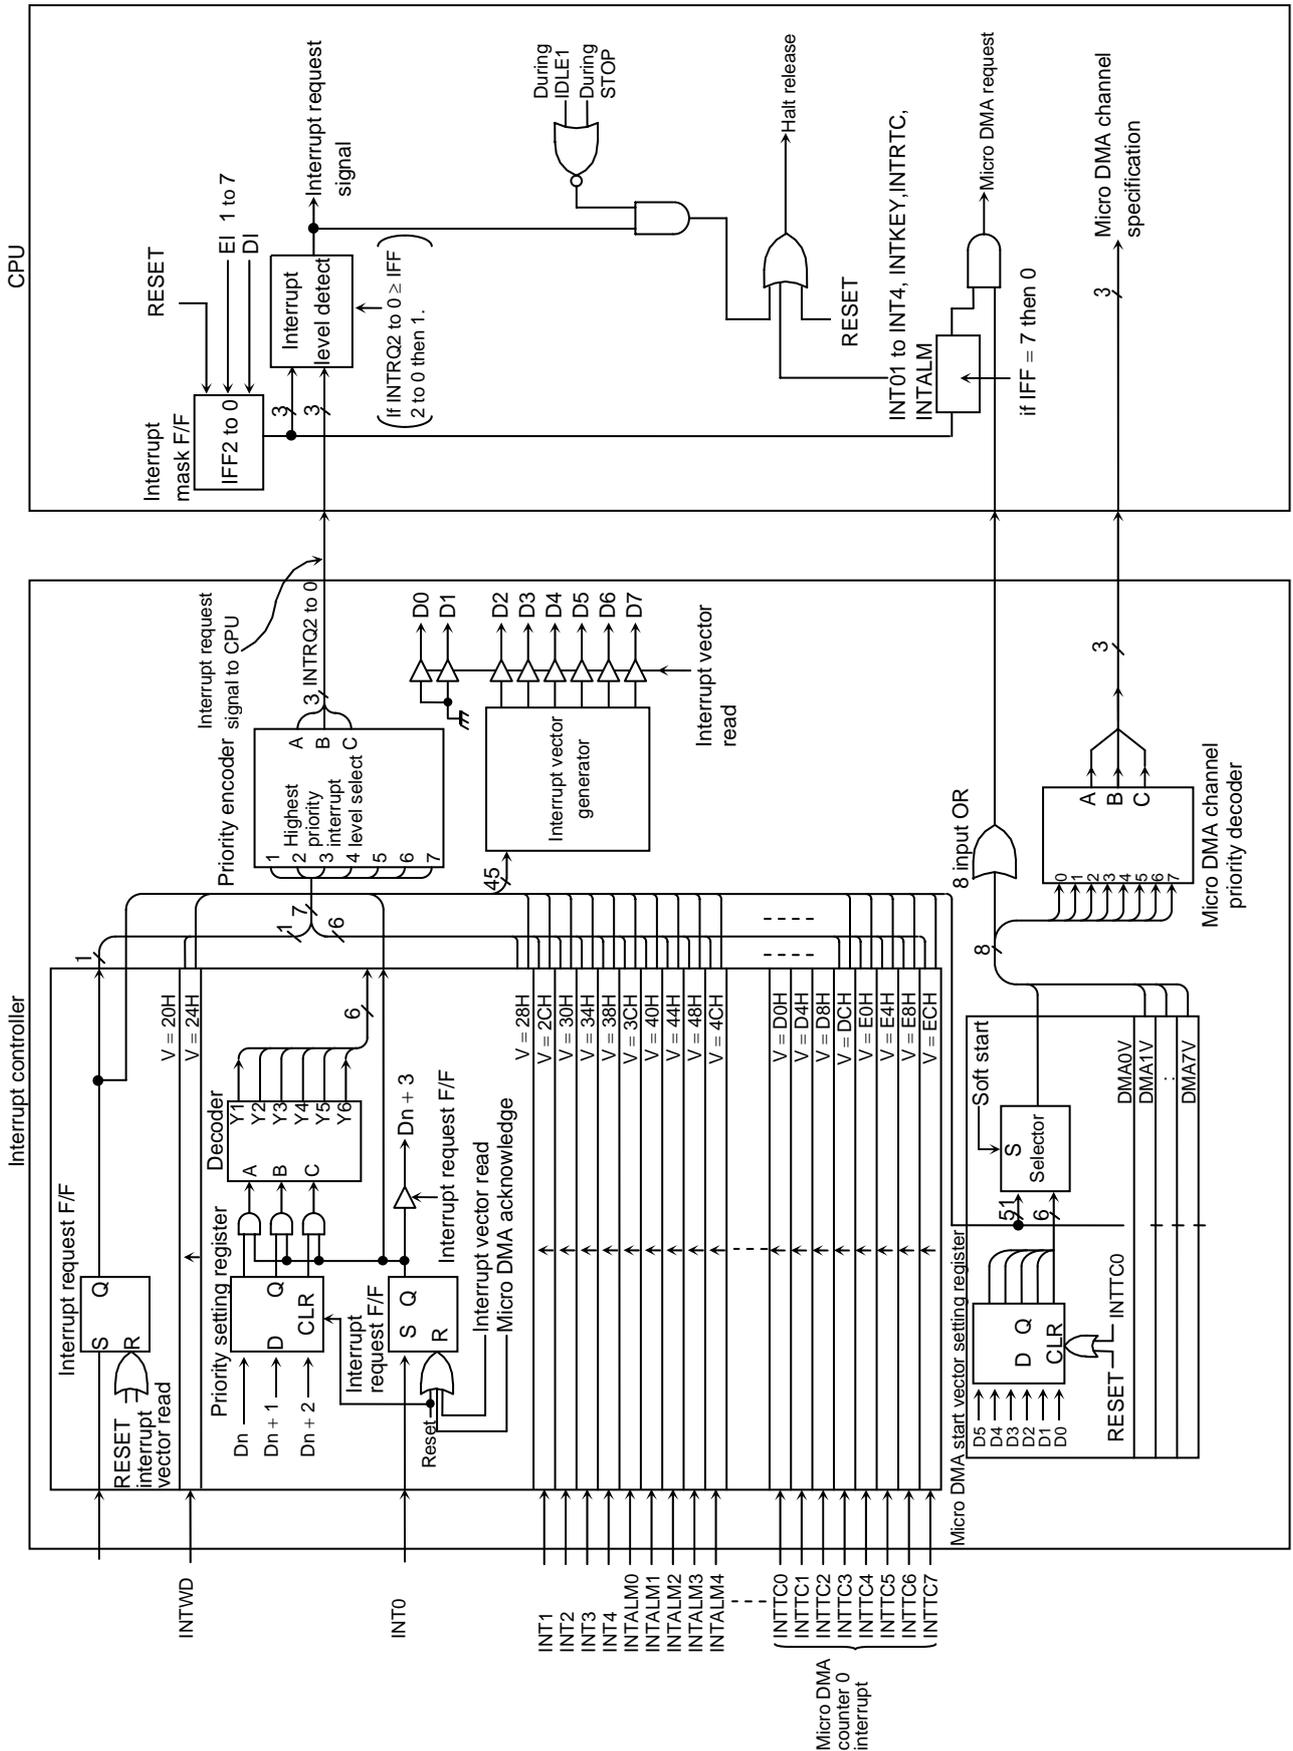 Interrupt controller
CPU
Interrupt request F/F
S
Q
R
RESET
interrupt
vector read
1
INTWD
V = 20H
V = 24H
Priority setting register
Dn
Dn + 1
Dn + 2
D
Q
CLR
Decoder
A
B
C
Y1
Y2
Y3
Y4
Y5
Y6
6
INT0
Interrupt
request F/F
S
Q
R
Reset
Dn + 3
Interrupt request F/F
Interrupt vector read
Micro DMA acknowledge
V = 28H
V = 2CH
V = 30H
V = 34H
V = 38H
V = 3CH
V = 40H
V = 44H
V = 48H
V = 4CH
V = D0H
V = D4H
V = D8H
V = DCH
V = E0H
V = E4H
V = E8H
V = ECH
INT1
INT2
INT3
INT4
INTALM0
INTALM1
INTALM2
INTALM3
INTALM4
INTTC0
INTTC1
INTTC2
INTTC3
INTTC4
INTTC5
INTTC6
INTTC7
Micro DMA
counter 0
interrupt
1
7
6
Priority encoder
1
2
3
4
5
6
7
Highest
priority
interrupt
level select
A
B
C
3
INTRQ2 to 0
Interrupt request
signal to CPU
45
Interrupt vector
generator
D0
D1
D2
D3
D4
D5
D6
D7
Interrupt vector
read
Micro DMA start vector setting register
D5
D4
D3
D2
D1
D0
D
Q
CLR
RESET
INTTC0
51
6
S
Selector
Soft start
DMA0V
DMA1V
:
DMA7V
8
8 input OR
0
1
2
3
4
5
6
7
A
B
C
Micro DMA channel
priority decoder
3
Interrupt
mask F/F
IFF2 to 0
RESET
EI 1 to 7
DI
3
3
Interrupt
level detect
If INTRQ2 to 0 ≥ IFF
2 to 0 then 1.
Interrupt request
signal
During
IDLE1
During
STOP
RESET
Halt release
INT01 to INT4, INTKEY,INTRTC,
INTALM
if IFF = 7 then 0
Micro DMA request
3
Micro DMA channel
specification